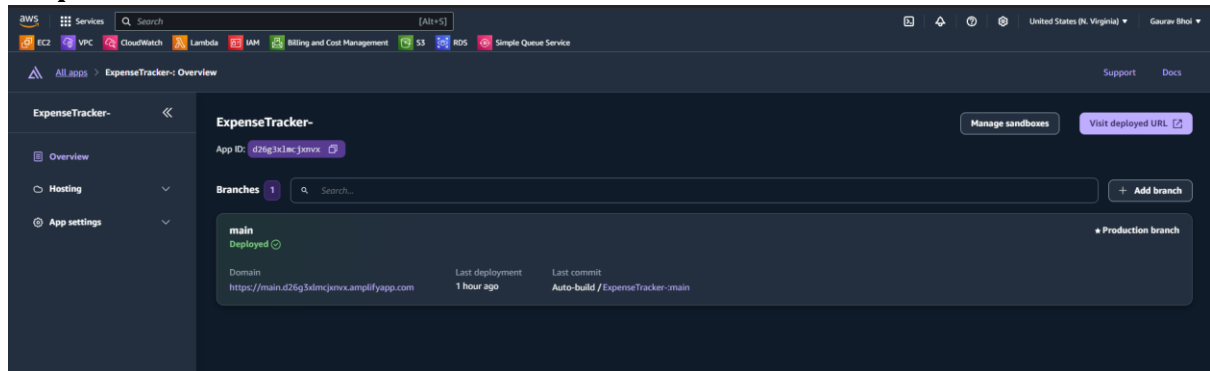 aws Services Search [Alt+S] United States (N. Virginia) Gaurav Bhoi
EC2 VPC CloudWatch Lambda IAM Billing and Cost Management S3 RDS Simple Queue Service
All apps > ExpenseTracker-: Overview Support Docs
ExpenseTracker-
Overview
Hosting
App settings
ExpenseTracker- Manage sandboxes Visit deployed URL
App ID: d26g3xlmcjxnvx
Branches 1 Search... + Add branch
main ★ Production branch
Deployed
Domain Last deployment Last commit
https://main.d26g3xlmcjxnvx.amplifyapp.com 1 hour ago Auto-build / ExpenseTracker-:main